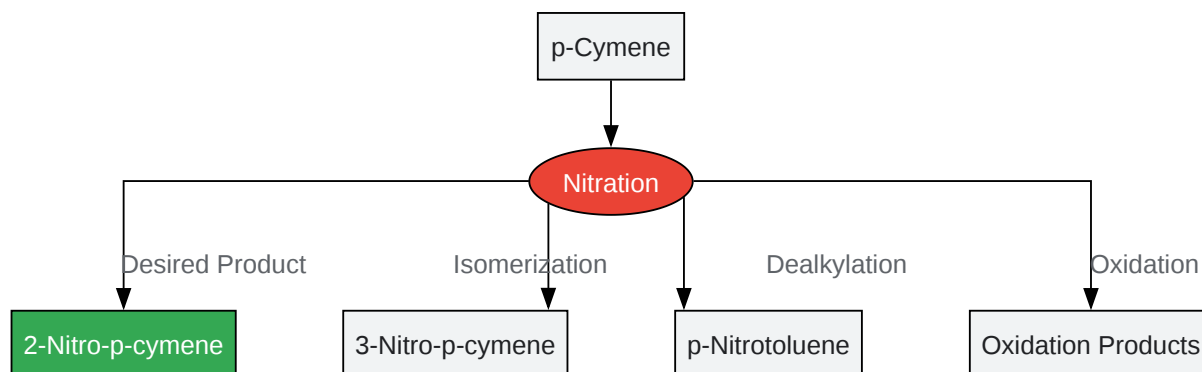 p-Cymene
Nitration
Desired Product
Isomerization
Dealkylation
Oxidation
2-Nitro-p-cymene
3-Nitro-p-cymene
p-Nitrotoluene
Oxidation Products